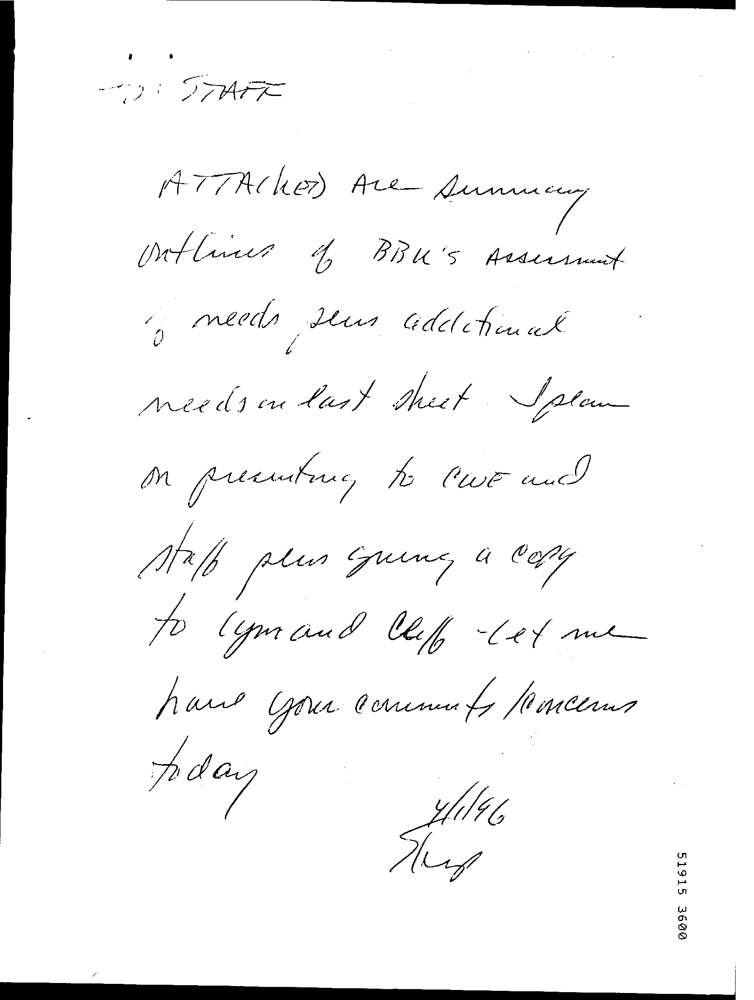 TO: STAFF
ATTACHED Are Summary
outlines of BBK's Assessment
of needs plus additional
needs on last sheet. I plan
on presenting to CWE and
staff plus giving a copy
to Lynn and Cliff - let me
have your comments/concerns
today
4/1/96
51915 3600